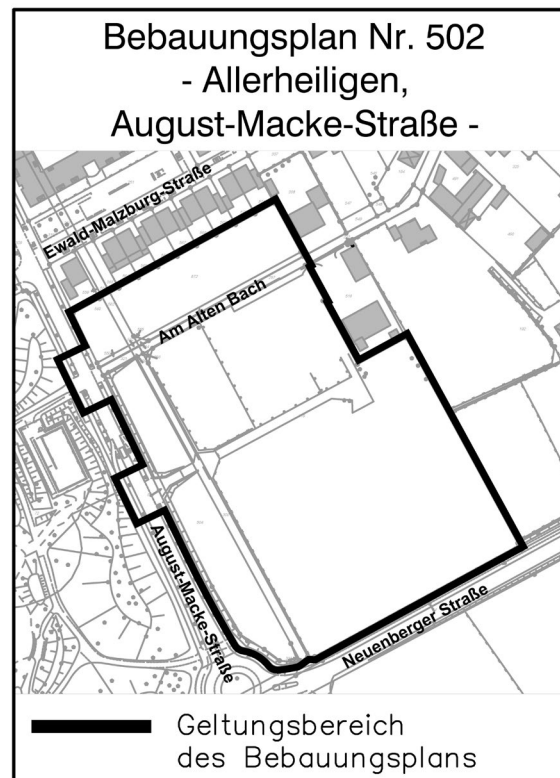 Bebauungsplan Nr. 502
- Allerheiligen,
August-Macke-Straße -
Ewald-Malzburg-Straße
Am Alten Bach
August-Macke-Straße
Neuenberger Straße
Geltungsbereich
des Bebauungsplans